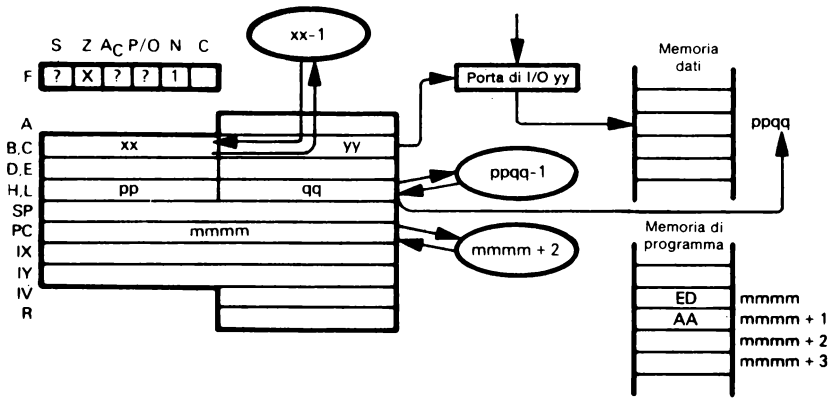 xx-1
S Z AC P/O N C
F ? X ? ? 1
Porta di I/O yy
Memoria
dati
ppqq
A
B,C xx yy
D,E
H,L pp qq
ppqq-1
SP
PC mmmm
mmmm + 2
IX
IY
IV
R
Memoria di
programma
ED mmmm
AA mmmm + 1
mmmm + 2
mmmm + 3